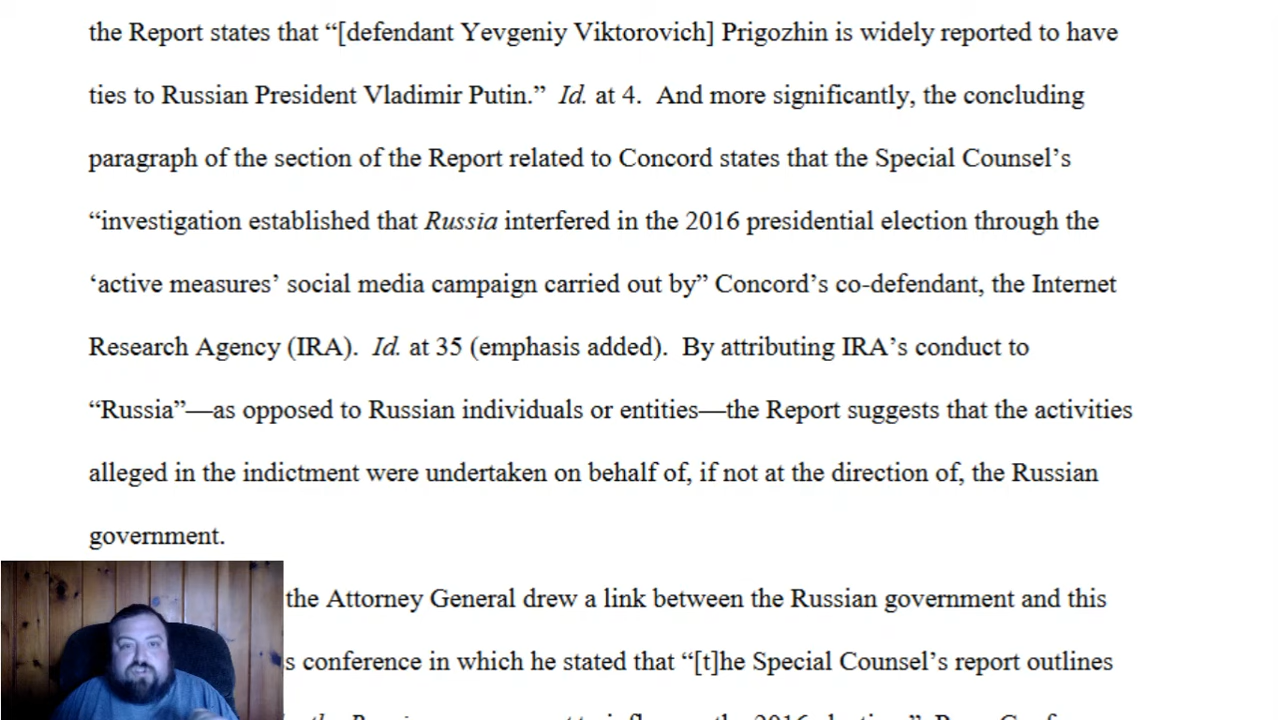 the Report states that “[defendant Yevgeniy Viktorovich] Prigozhin is widely reported to have
ties to Russian President Vladimir Putin.” Id. at 4. And more significantly, the concluding
paragraph of the section of the Report related to Concord states that the Special Counsel’s
“investigation established that Russia interfered in the 2016 presidential election through the
‘active measures’ social media campaign carried out by” Concord’s co-defendant, the Internet
Research Agency (IRA). Id. at 35 (emphasis added). By attributing IRA’s conduct to
“Russia”—as opposed to Russian individuals or entities—the Report suggests that the activities
alleged in the indictment were undertaken on behalf of, if not at the direction of, the Russian
government.
the Attorney General drew a link between the Russian government and this
s conference in which he stated that “[t]he Special Counsel’s report outlines